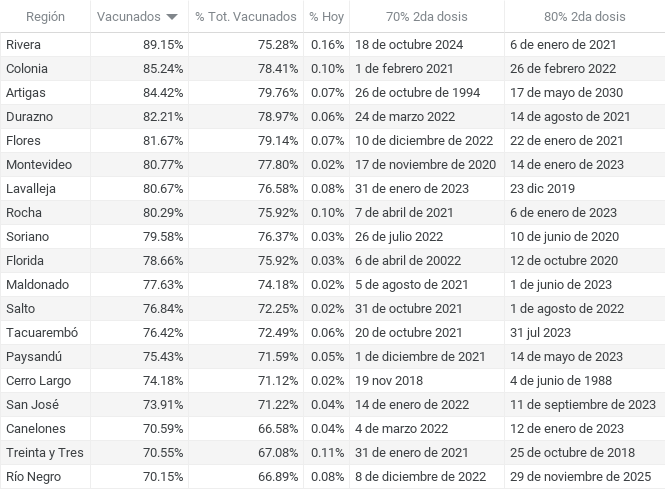 Región Vacunados % Tot. Vacunados % Hoy 70% 2da dosis 80% 2da dosis
Rivera 89.15% 75.28% 0.16% 18 de octubre 2024 6 de enero de 2021
Colonia 85.24% 78.41% 0.10% 1 de febrero 2021 26 de febrero 2022
Artigas 84.42% 79.76% 0.07% 26 de octubre de 1994 17 de mayo de 2030
Durazno 82.21% 78.97% 0.06% 24 de marzo 2022 14 de agosto de 2021
Flores 81.67% 79.14% 0.07% 10 de diciembre de 2022 22 de enero de 2021
Montevideo 80.77% 77.80% 0.02% 17 de noviembre de 2020 14 de enero de 2023
Lavalleja 80.67% 76.58% 0.08% 31 de enero de 2023 23 dic 2019
Rocha 80.29% 75.92% 0.10% 7 de abril de 2021 6 de enero de 2023
Soriano 79.58% 76.37% 0.03% 26 de julio 2022 10 de junio de 2020
Florida 78.66% 75.92% 0.03% 6 de abril de 20022 12 de octubre 2020
Maldonado 77.63% 74.18% 0.02% 5 de agosto de 2021 1 de junio de 2023
Salto 76.84% 72.25% 0.02% 31 de octubre 2021 1 de agosto de 2022
Tacuarembó 76.42% 72.49% 0.06% 20 de octubre 2021 31 jul 2023
Paysandú 75.43% 71.59% 0.05% 1 de diciembre de 2021 14 de mayo de 2023
Cerro Largo 74.18% 71.12% 0.02% 19 nov 2018 4 de junio de 1988
San José 73.91% 71.22% 0.04% 14 de enero de 2022 11 de septiembre de 2023
Canelones 70.59% 66.58% 0.04% 4 de marzo 2022 12 de enero de 2023
Treinta y Tres 70.55% 67.08% 0.11% 31 de enero de 2021 25 de octubre de 2018
Río Negro 70.15% 66.89% 0.08% 8 de diciembre de 2022 29 de noviembre de 2025